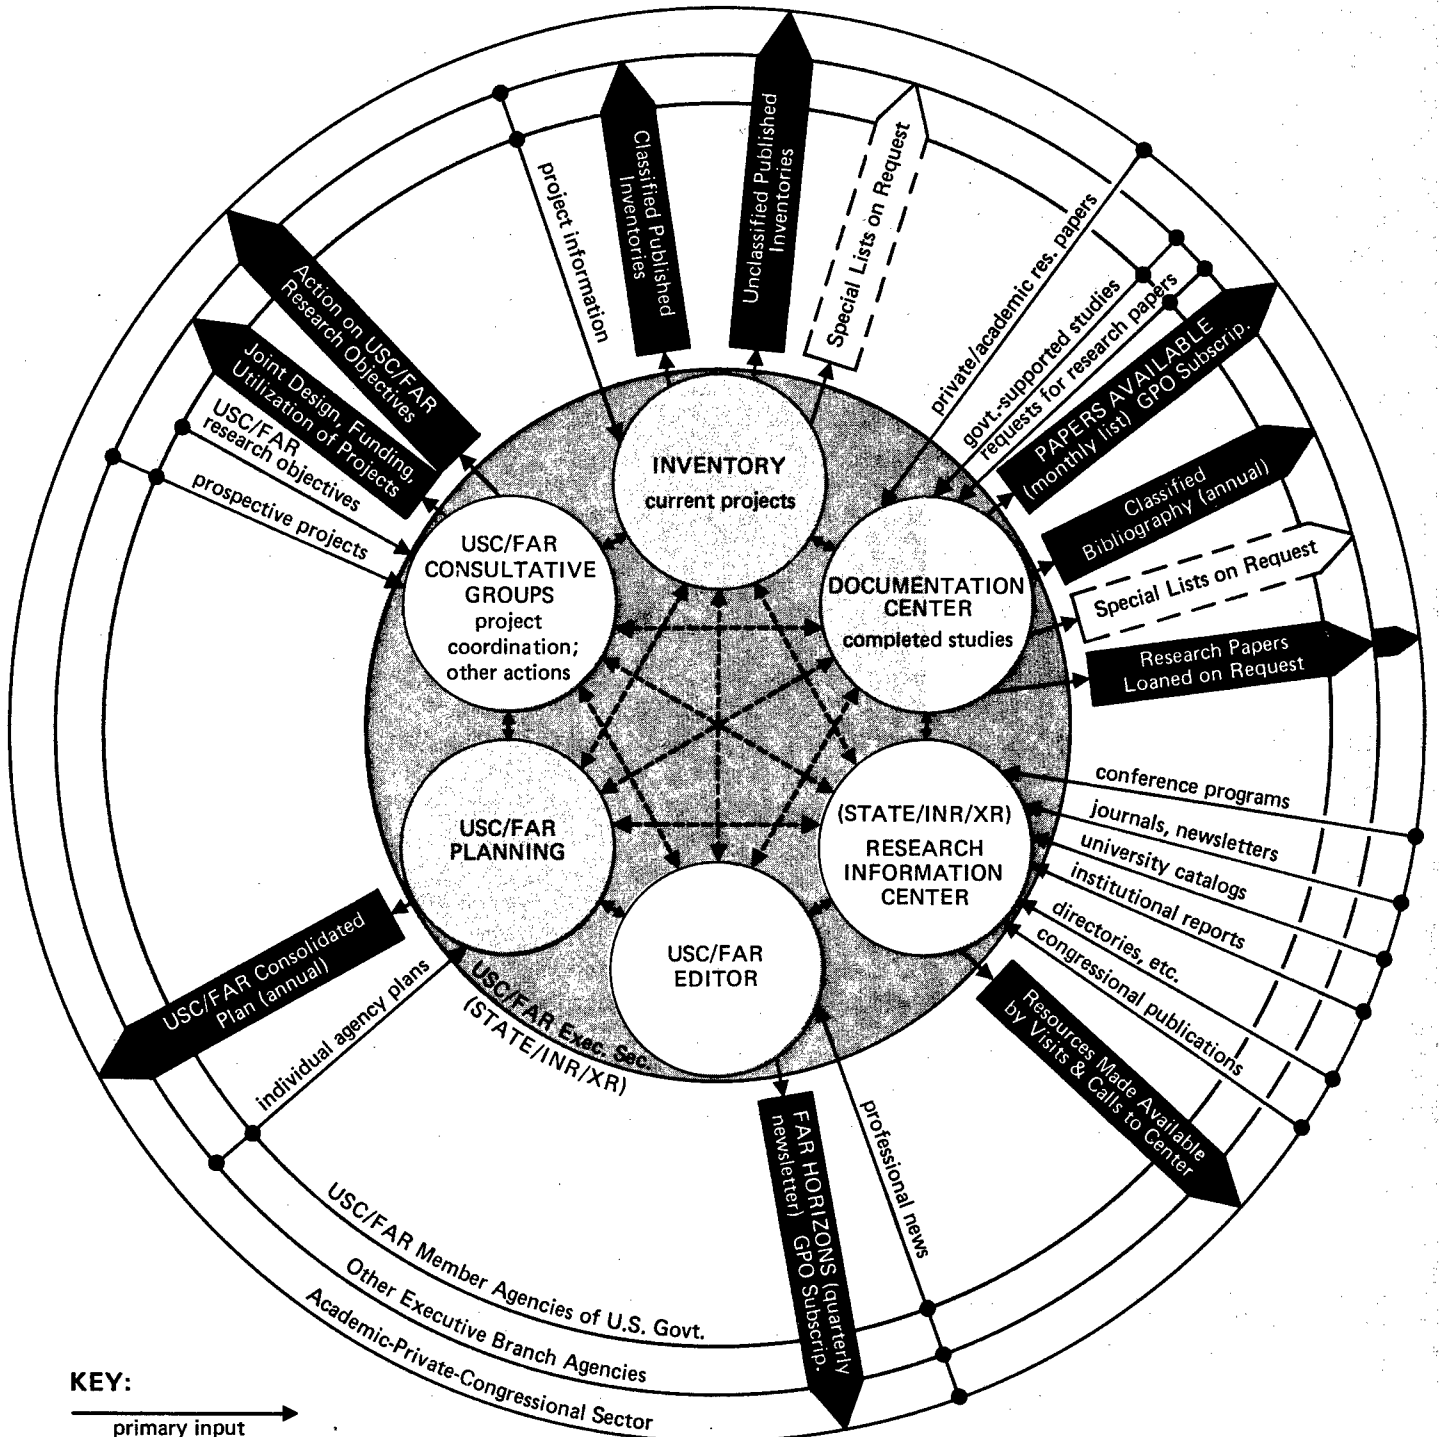 project information
Classified Published
Inventories
Unclassified Published
Inventories
Special Lists on Request
private/academic res. papers
govt.-supported studies
requests for research papers
PAPERS AVAILABLE
(monthly list) GPO Subscrip.
Classified
Bibliography (annual)
Special Lists on Request
Research Papers
Loaned on Request
Action on USC/FAR
Research Objectives
Joint Design, Funding,
Utilization of Projects
USC/FAR
research objectives
prospective projects
INVENTORY
current projects
USC/FAR
CONSULTATIVE
GROUPS
project
coordination;
other actions
DOCUMENTATION
CENTER
completed studies
USC/FAR
PLANNING
(STATE/INR/XR)
RESEARCH
INFORMATION
CENTER
USC/FAR
EDITOR
USC/FAR Exec. Sec.
(STATE/INR/XR)
conference programs
journals, newsletters
university catalogs
institutional reports
directories, etc.
congressional publications
Resources Made Available
by Visits & Calls to Center
USC/FAR Consolidated
Plan (annual)
individual agency plans
professional news
FAR HORIZONS (quarterly
newsletter) GPO Subscrip.
USC/FAR Member Agencies of U.S. Govt.
Other Executive Branch Agencies
Academic-Private-Congressional Sector
KEY:
primary input